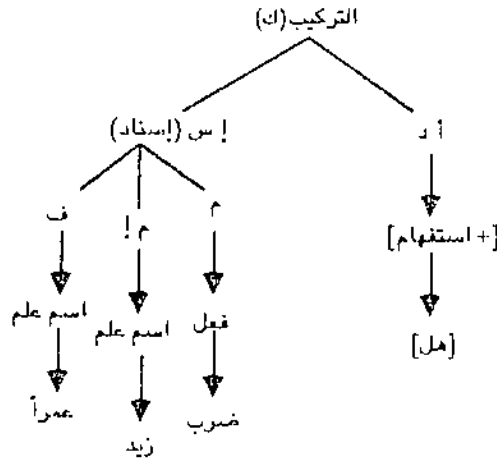 التركيب (ك)
أ د   إ س (إسناد)
م   م إ   ف
[+ استفهام]
فعل   اسم علم   اسم علم
[هل]
ضرب   زيد   عمراً